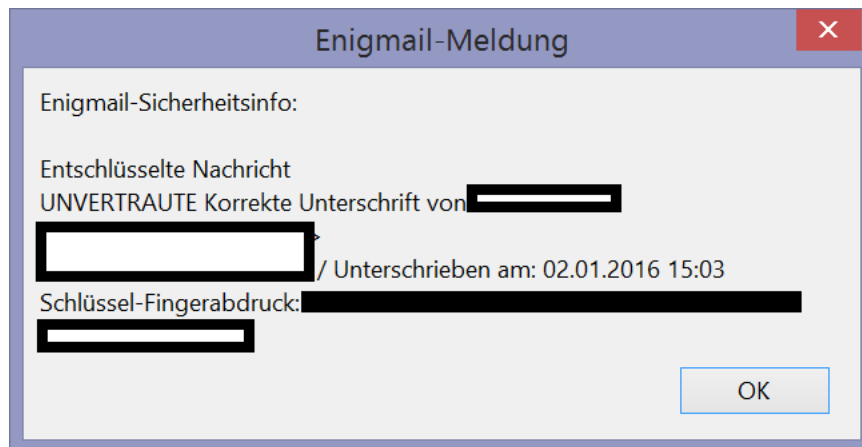 Enigmail-Meldung
Enigmail-Sicherheitsinfo:
Entschlüsselte Nachricht
UNVERTRAUTE Korrekte Unterschrift von
>
/ Unterschrieben am: 02.01.2016 15:03
Schlüssel-Fingerabdruck:
OK